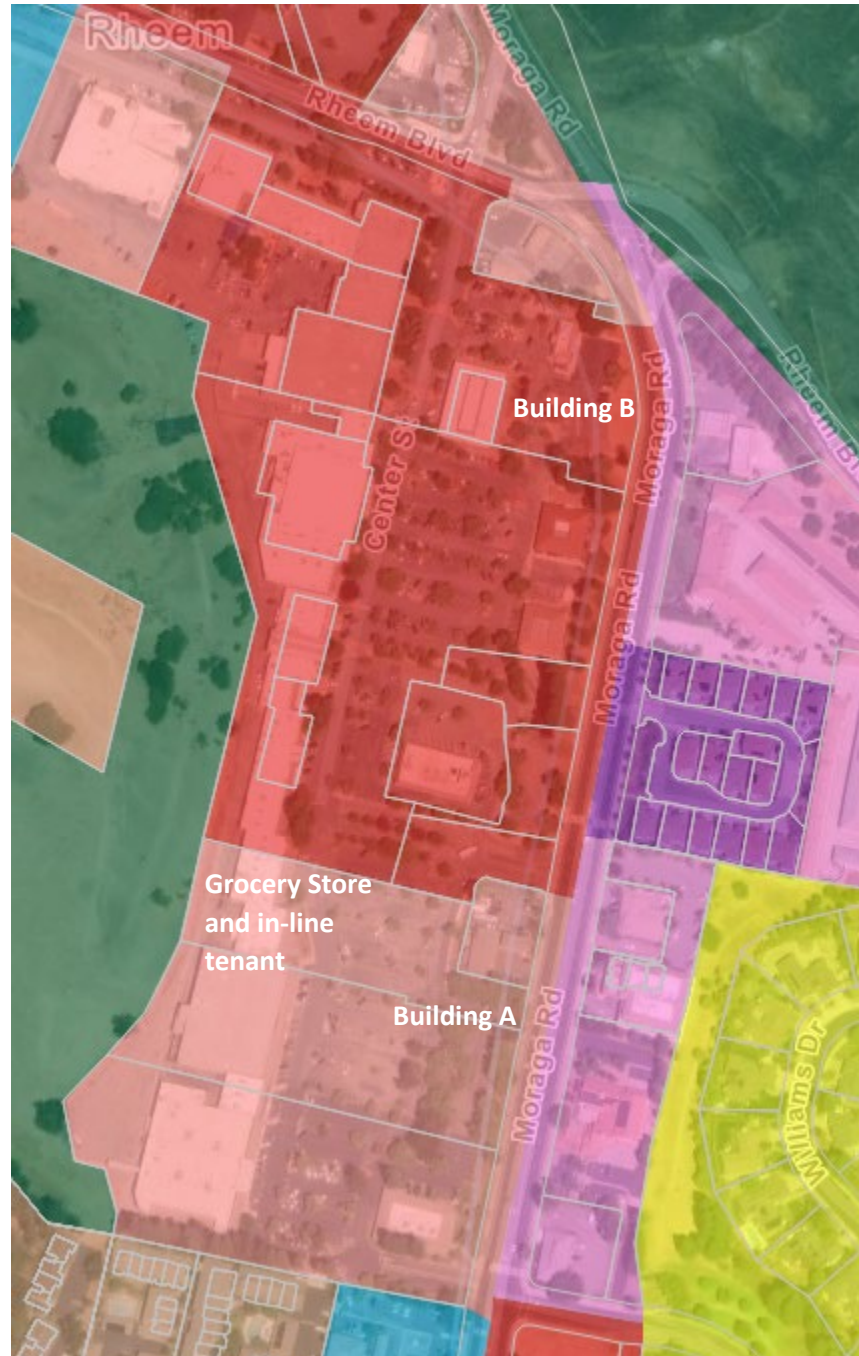 Rheem
Moraga Rd
Rheem Blvd
Moraga Rd
Rheem Bl
Building B
Center St
Moraga Rd
Grocery Store
and in-line
tenant
Building A
Moraga Rd
Williams Dr